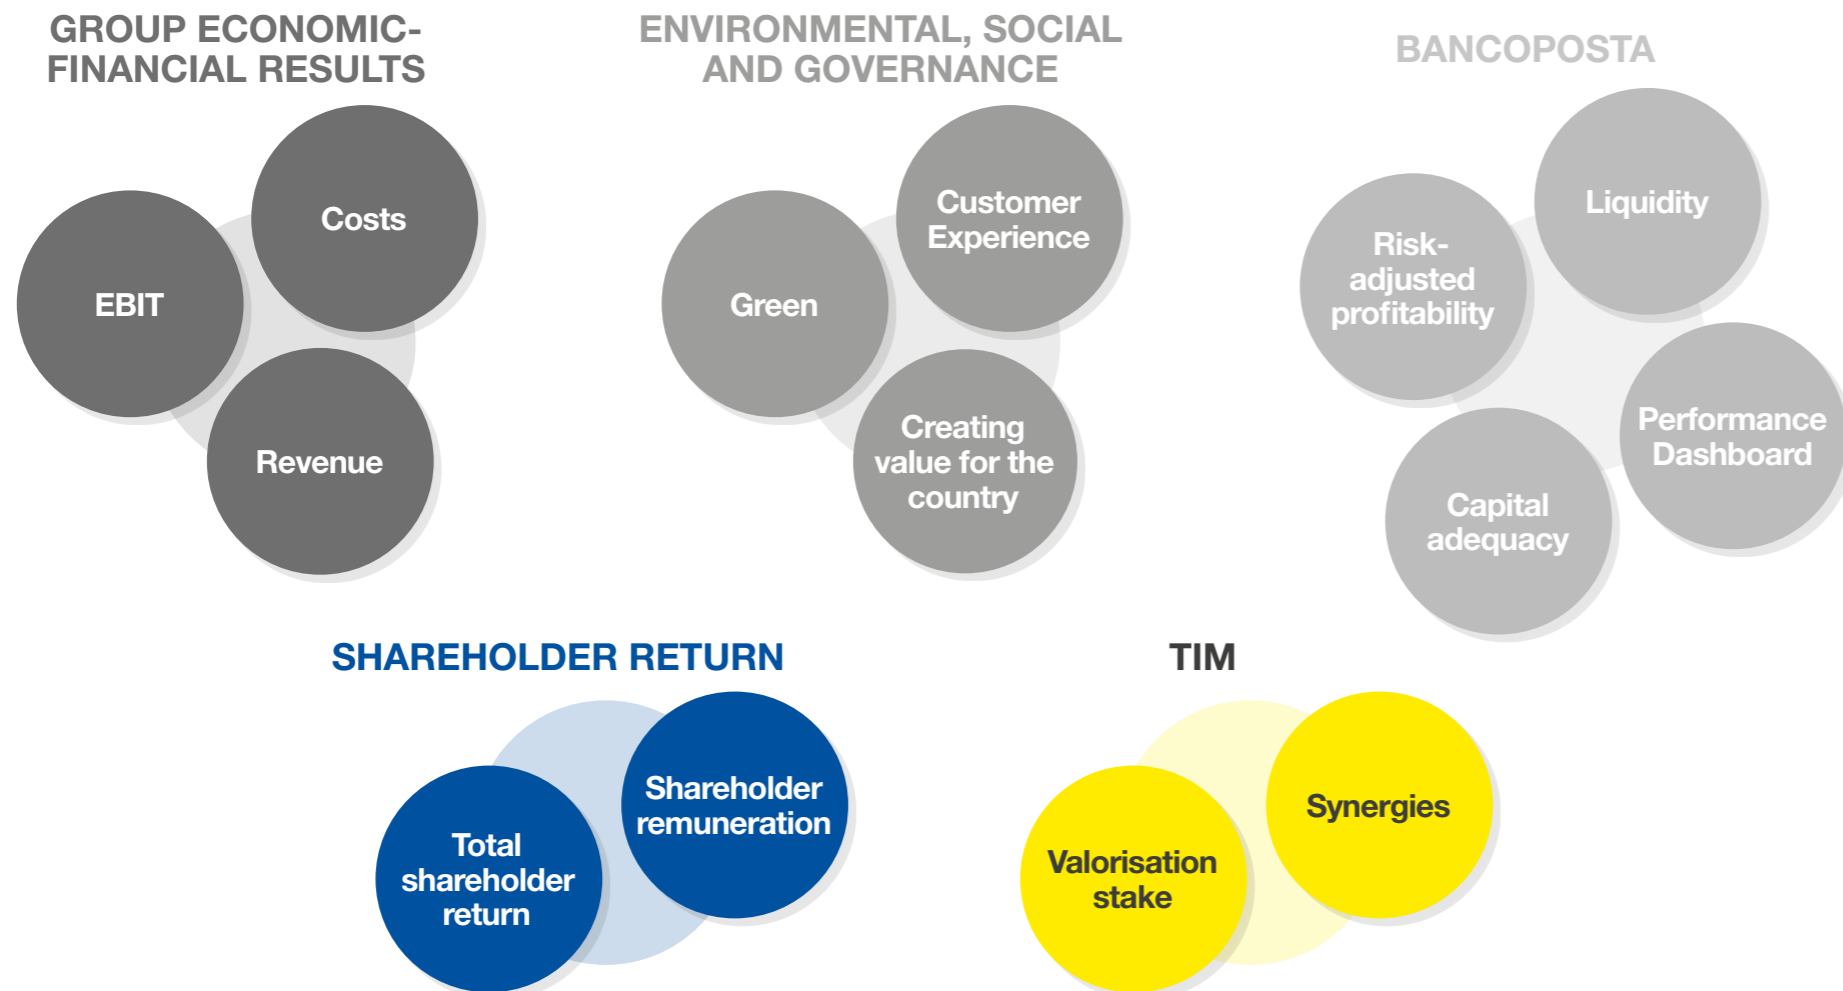 GROUP ECONOMIC-
FINANCIAL RESULTS
EBIT
Costs
Revenue
ENVIRONMENTAL, SOCIAL
AND GOVERNANCE
Green
Customer
Experience
Creating
value for the
country
BANCOPOSTA
Risk-
adjusted
profitability
Liquidity
Performance
Dashboard
Capital
adequacy
SHAREHOLDER RETURN
Total
shareholder
return
Shareholder
remuneration
TIM
Valorisation
stake
Synergies